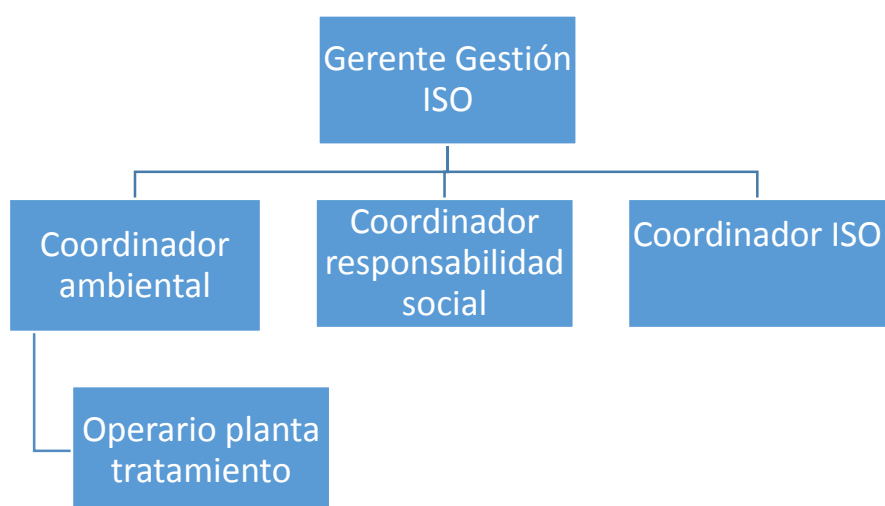 Gerente Gestión
ISO
Coordinador
ambiental
Coordinador
responsabilidad
social
Coordinador ISO
Operario planta
tratamiento